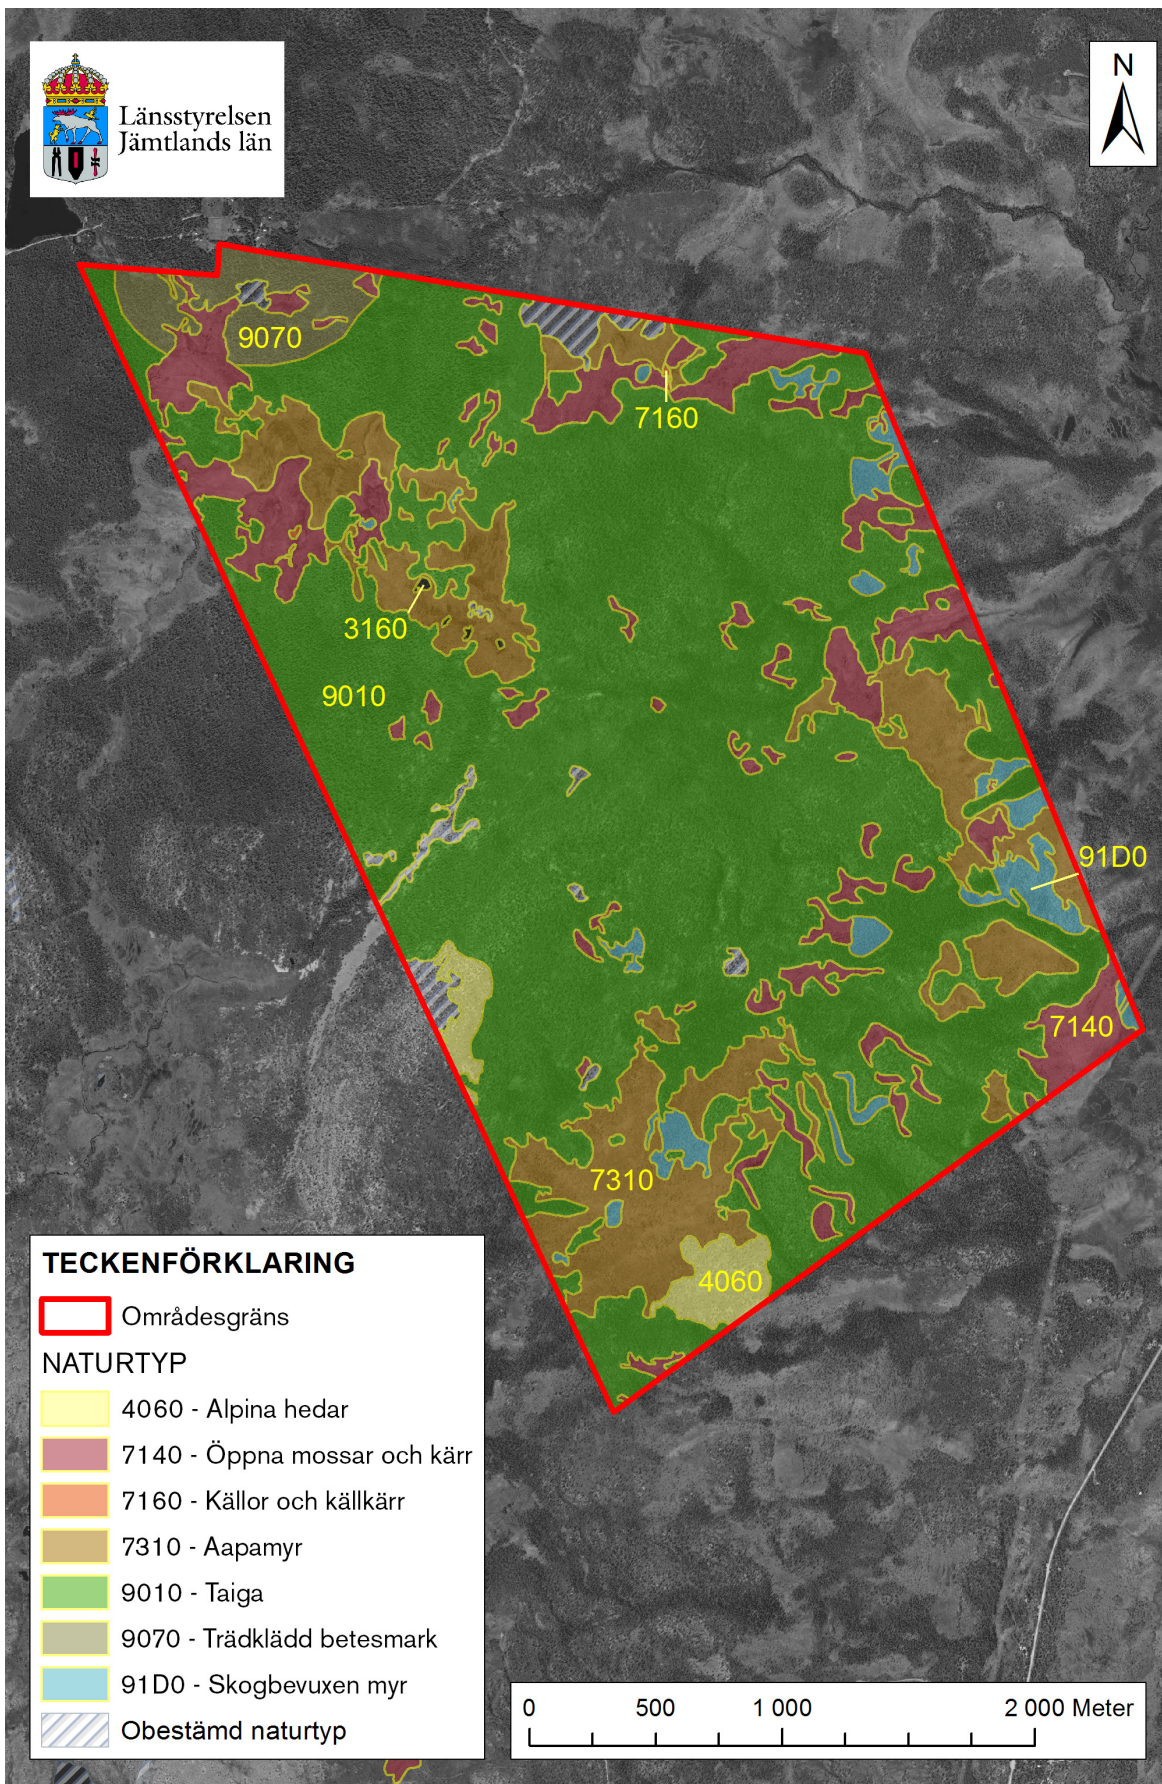 Länsstyrelsen
Jämtlands län
N
9070
7160
3160
9010
91D0
7140
7310
4060
TECKENFÖRKLARING
Områdesgräns
NATURTYP
4060 - Alpina hedar
7140 - Öppna mossar och kärr
7160 - Källor och källkärr
7310 - Aapamyr
9010 - Taiga
9070 - Trädklädd betesmark
91D0 - Skogbevuxen myr
Obestämd naturtyp
0 500 1 000 2 000 Meter